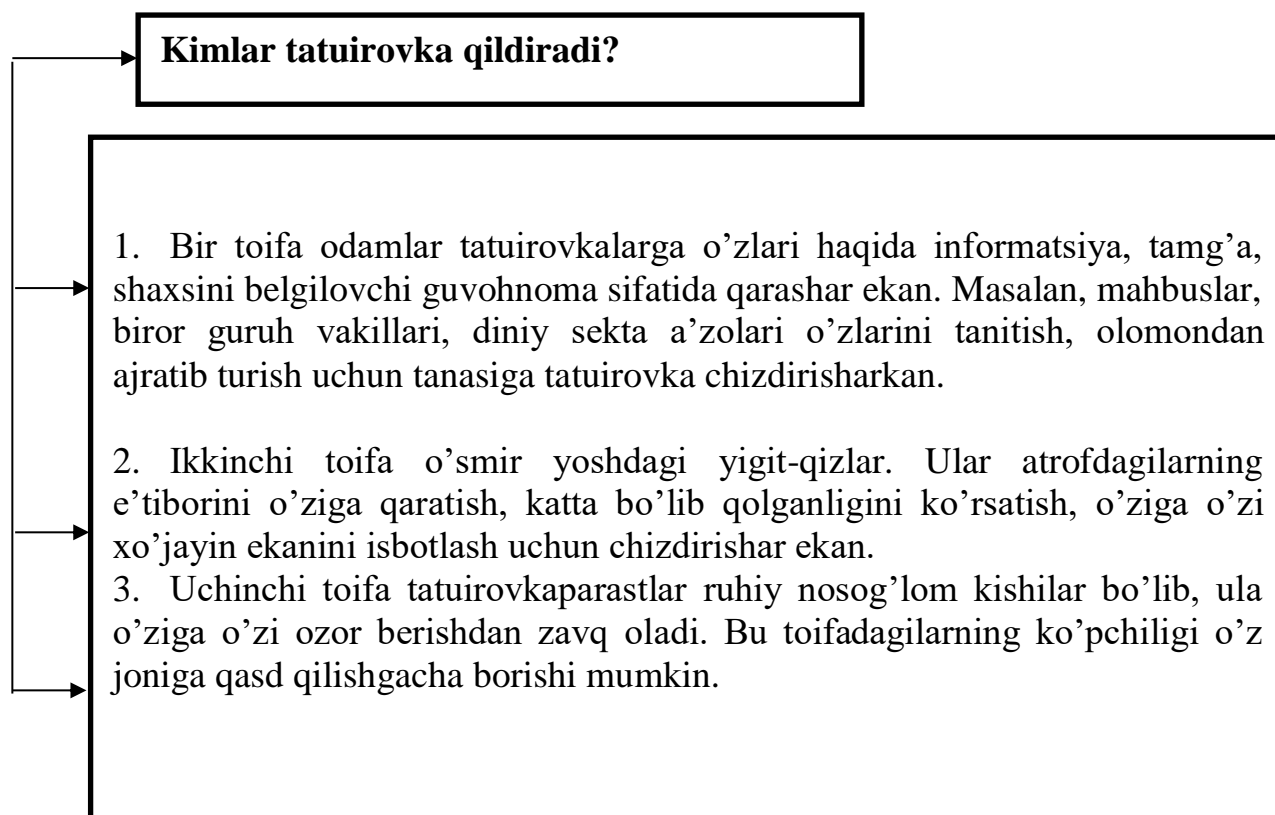 Kimlar tatuirovka qildiradi?
1. Bir toifa odamlar tatuirovkalarga o’zlari haqida informatsiya, tamg’a,
shaxsini belgilovchi guvohnoma sifatida qarashar ekan. Masalan, mahbuslar,
biror guruh vakillari, diniy sekta a’zolari o’zlarini tanitish, olomondan
ajratib turish uchun tanasiga tatuirovka chizdirisharkan.
2. Ikkinchi toifa o’smir yoshdagi yigit-qizlar. Ular atrofdagilarning
e’tiborini o’ziga qaratish, katta bo’lib qolganligini ko’rsatish, o’ziga o’zi
xo’jayin ekanini isbotlash uchun chizdirishar ekan.
3. Uchinchi toifa tatuirovkaparastlar ruhiy nosog’lom kishilar bo’lib, ula
o’ziga o’zi ozor berishdan zavq oladi. Bu toifadagilarning ko’pchiligi o’z
joniga qasd qilishgacha borishi mumkin.